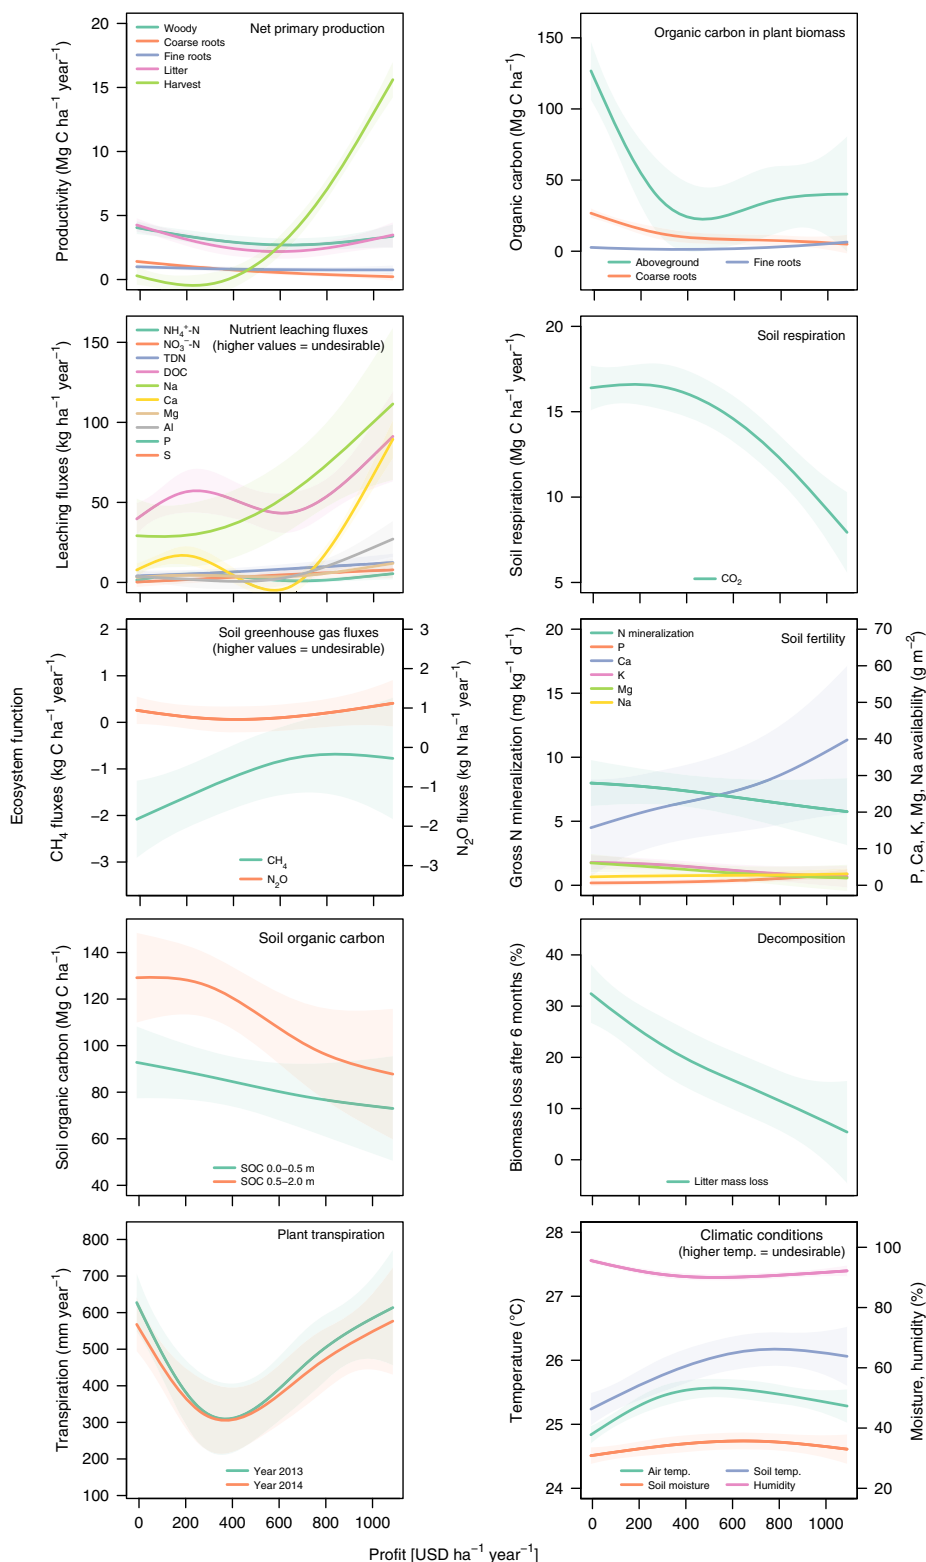 Net primary production
Woody
Coarse roots
Fine roots
Litter
Harvest
Productivity (Mg C ha⁻¹ year⁻¹)
20
15
10
5
0
0 200 400 600 800 1000
Organic carbon in plant biomass
Organic carbon (Mg C ha⁻¹)
150
100
50
0
Aboveground
Coarse roots
Fine roots
Nutrient leaching fluxes
(higher values = undesirable)
NH₄⁺-N
NO₃⁻-N
TDN
DOC
Na
Ca
Mg
Al
P
S
Leaching fluxes (kg ha⁻¹ year⁻¹)
150
100
50
0
Soil respiration
Soil respiration (Mg C ha⁻¹ year⁻¹)
20
15
10
5
CO₂
Ecosystem function
Soil greenhouse gas fluxes
(higher values = undesirable)
CH₄ fluxes (kg C ha⁻¹ year⁻¹)
2
1
0
−1
−2
−3
N₂O fluxes (kg N ha⁻¹ year⁻¹)
3
2
1
0
−1
−2
−3
CH₄
N₂O
Soil fertility
N mineralization
P
Ca
K
Mg
Na
Gross N mineralization (mg kg⁻¹ d⁻¹)
20
15
10
5
0
P, Ca, K, Mg, Na availability (g m⁻²)
70
60
50
40
30
20
10
0
Soil organic carbon
Soil organic carbon (Mg C ha⁻¹)
140
120
100
80
60
40
SOC 0.0–0.5 m
SOC 0.5–2.0 m
Decomposition
Biomass loss after 6 months (%)
40
30
20
10
0
Litter mass loss
Plant transpiration
Transpiration (mm year⁻¹)
800
700
600
500
400
300
200
100
Year 2013
Year 2014
0 200 400 600 800 1000
Climatic conditions
(higher temp. = undesirable)
Temperature (°C)
28
27
26
25
24
Moisture, humidity (%)
100
80
60
40
20
Air temp.
Soil moisture
Soil temp.
Humidity
0 200 400 600 800 1000
Profit [USD ha⁻¹ year⁻¹]